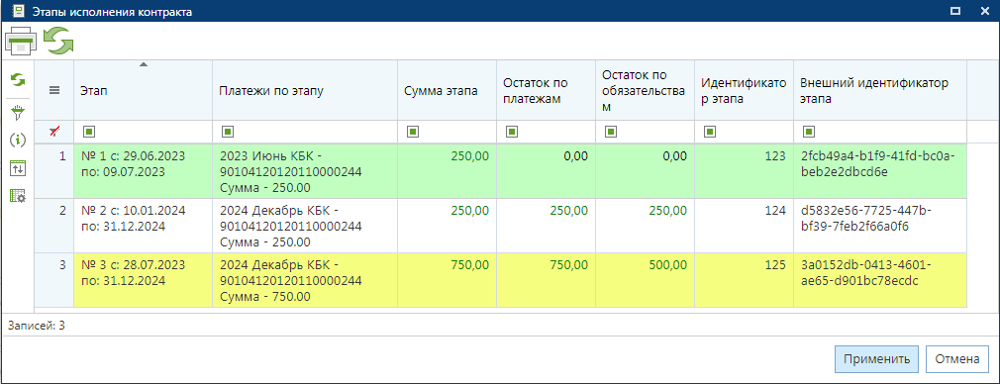 Этапы исполнения контракта
Этап
Платежи по этапу
Сумма этапа
Остаток по
платежам
Остаток по
обязательства
м
Идентификато
р этапа
Внешний идентификатор
этапа
1
№ 1 с: 29.06.2023
по: 09.07.2023
2023 Июнь КБК -
90104120120110000244
Сумма - 250.00
250,00
0,00
0,00
123
2fcb49a4-b1f9-41fd-bc0a-
beb2e2dbcd6e
2
№ 2 с: 10.01.2024
по: 31.12.2024
2024 Декабрь КБК -
90104120120110000244
Сумма - 250.00
250,00
250,00
250,00
124
d5832e56-7725-447b-
bf39-7feb2f66a0f6
3
№ 3 с: 28.07.2023
по: 31.12.2024
2024 Декабрь КБК -
90104120120110000244
Сумма - 750.00
750,00
750,00
500,00
125
3a0152db-0413-4601-
ae65-d901bc78ecdc
Записей: 3
Применить
Отмена